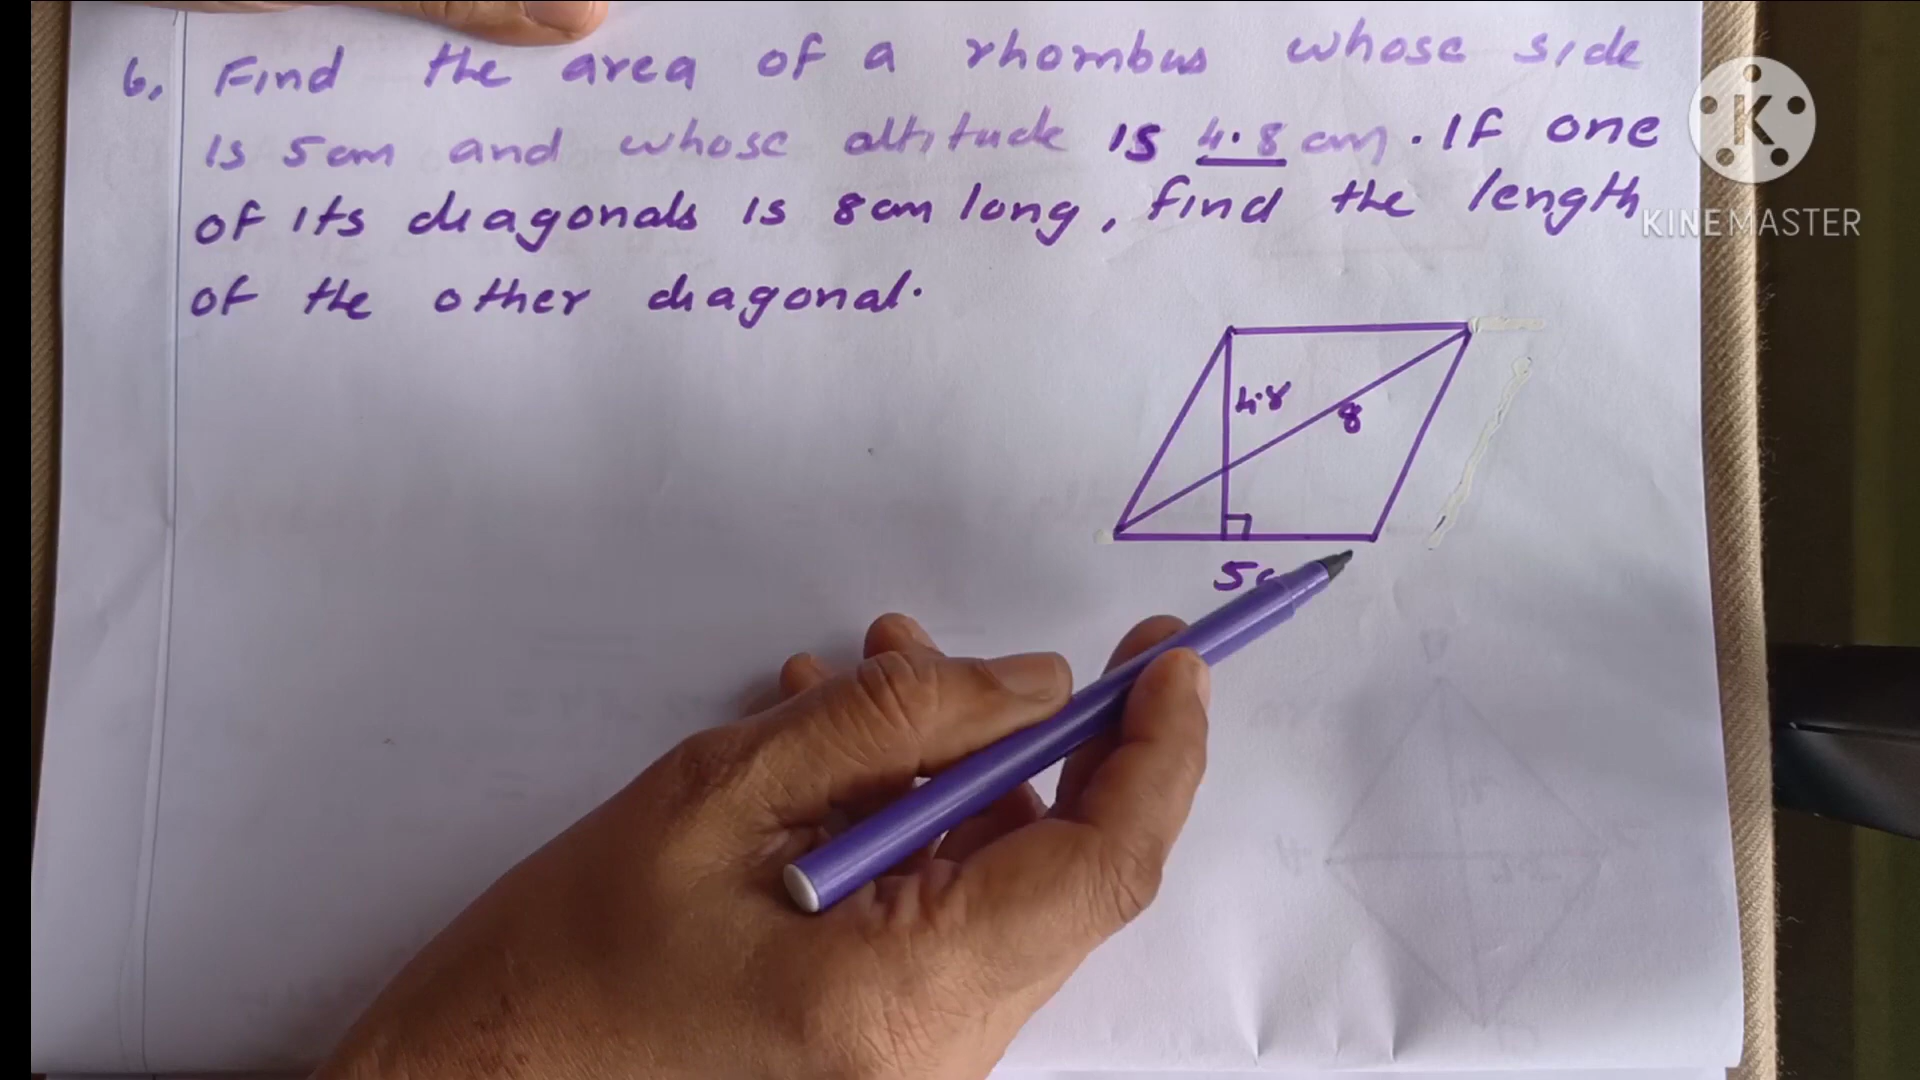 6. Find the area of a rhombus whose side
is 5cm and whose altitude is 4.8 cm. If one
of its diagonals is 8cm long, find the length
of the other diagonal.
4.8
8
5c
K
KINEMASTER